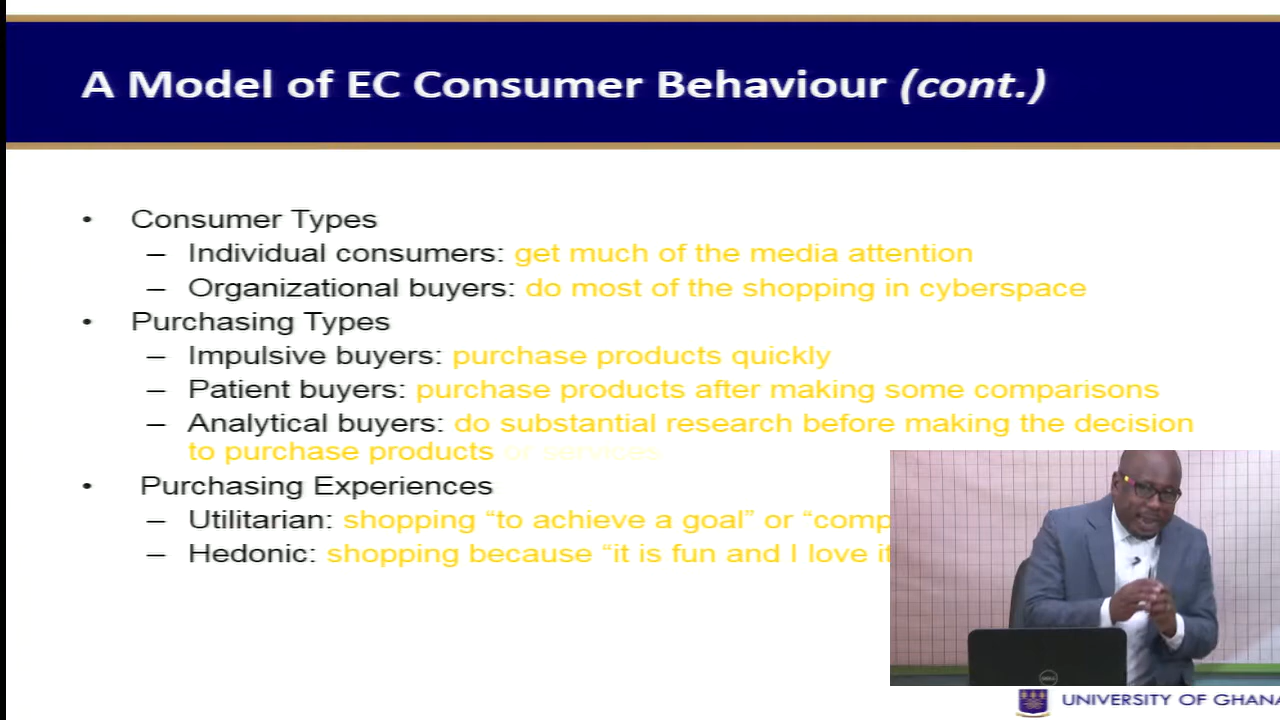 A Model of EC Consumer Behaviour (cont.)
• Consumer Types
– Individual consumers: get much of the media attention
– Organizational buyers: do most of the shopping in cyberspace
• Purchasing Types
– Impulsive buyers: purchase products quickly
– Patient buyers: purchase products after making some comparisons
– Analytical buyers: do substantial research before making the decision
to purchase products or services
• Purchasing Experiences
– Utilitarian: shopping “to achieve a goal” or “comp
– Hedonic: shopping because “it is fun and I love it
UNIVERSITY OF GHANA